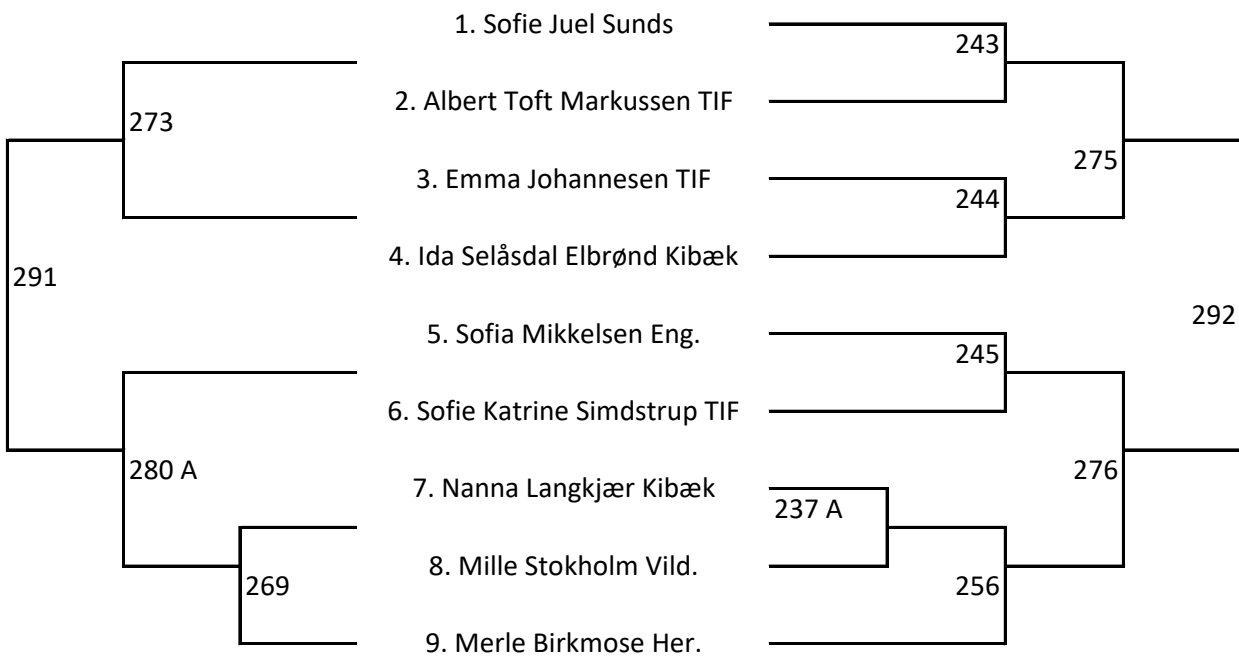 1. Sofie Juel Sunds
243
2. Albert Toft Markussen TIF
273
275
3. Emma Johannesen TIF
244
4. Ida Selåsdal Elbrønd Kibæk
291
292
5. Sofia Mikkelsen Eng.
245
6. Sofie Katrine Simdstrup TIF
280 A
276
7. Nanna Langkjær Kibæk
237 A
8. Mille Stokholm Vild.
269
256
9. Merle Birkmose Her.